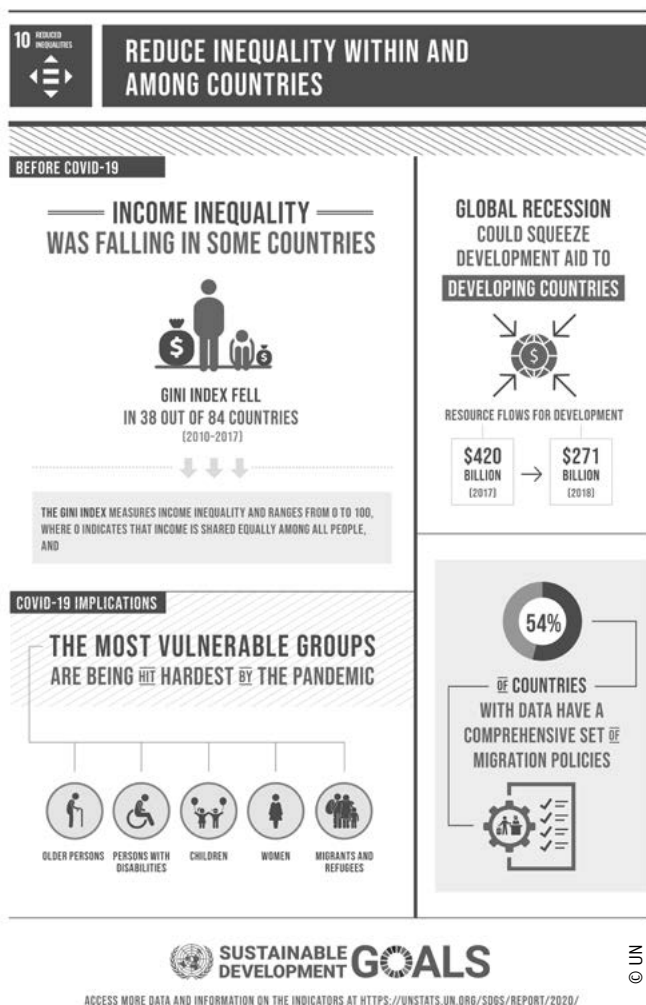 10 REDUCED
INEQUALITIES
REDUCE INEQUALITY WITHIN AND
AMONG COUNTRIES
BEFORE COVID-19
INCOME INEQUALITY
WAS FALLING IN SOME COUNTRIES
$
$
GINI INDEX FELL
IN 38 OUT OF 84 COUNTRIES
(2010-2017)
THE GINI INDEX MEASURES INCOME INEQUALITY AND RANGES FROM 0 TO 100,
WHERE 0 INDICATES THAT INCOME IS SHARED EQUALLY AMONG ALL PEOPLE,
AND
GLOBAL RECESSION
COULD SQUEEZE
DEVELOPMENT AID TO
DEVELOPING COUNTRIES
$
RESOURCE FLOWS FOR DEVELOPMENT
$420
BILLION
(2017)
$271
BILLION
(2018)
COVID-19 IMPLICATIONS
THE MOST VULNERABLE GROUPS
ARE BEING HIT HARDEST BY THE PANDEMIC
OLDER PERSONS
PERSONS WITH
DISABILITIES
CHILDREN
WOMEN
MIGRANTS AND
REFUGEES
54%
OF COUNTRIES
WITH DATA HAVE A
COMPREHENSIVE SET OF
MIGRATION POLICIES
SUSTAINABLE
DEVELOPMENT GOALS
© UN
ACCESS MORE DATA AND INFORMATION ON THE INDICATORS AT HTTPS://UNSTATS.UN.ORG/SDGS/REPORT/2020/